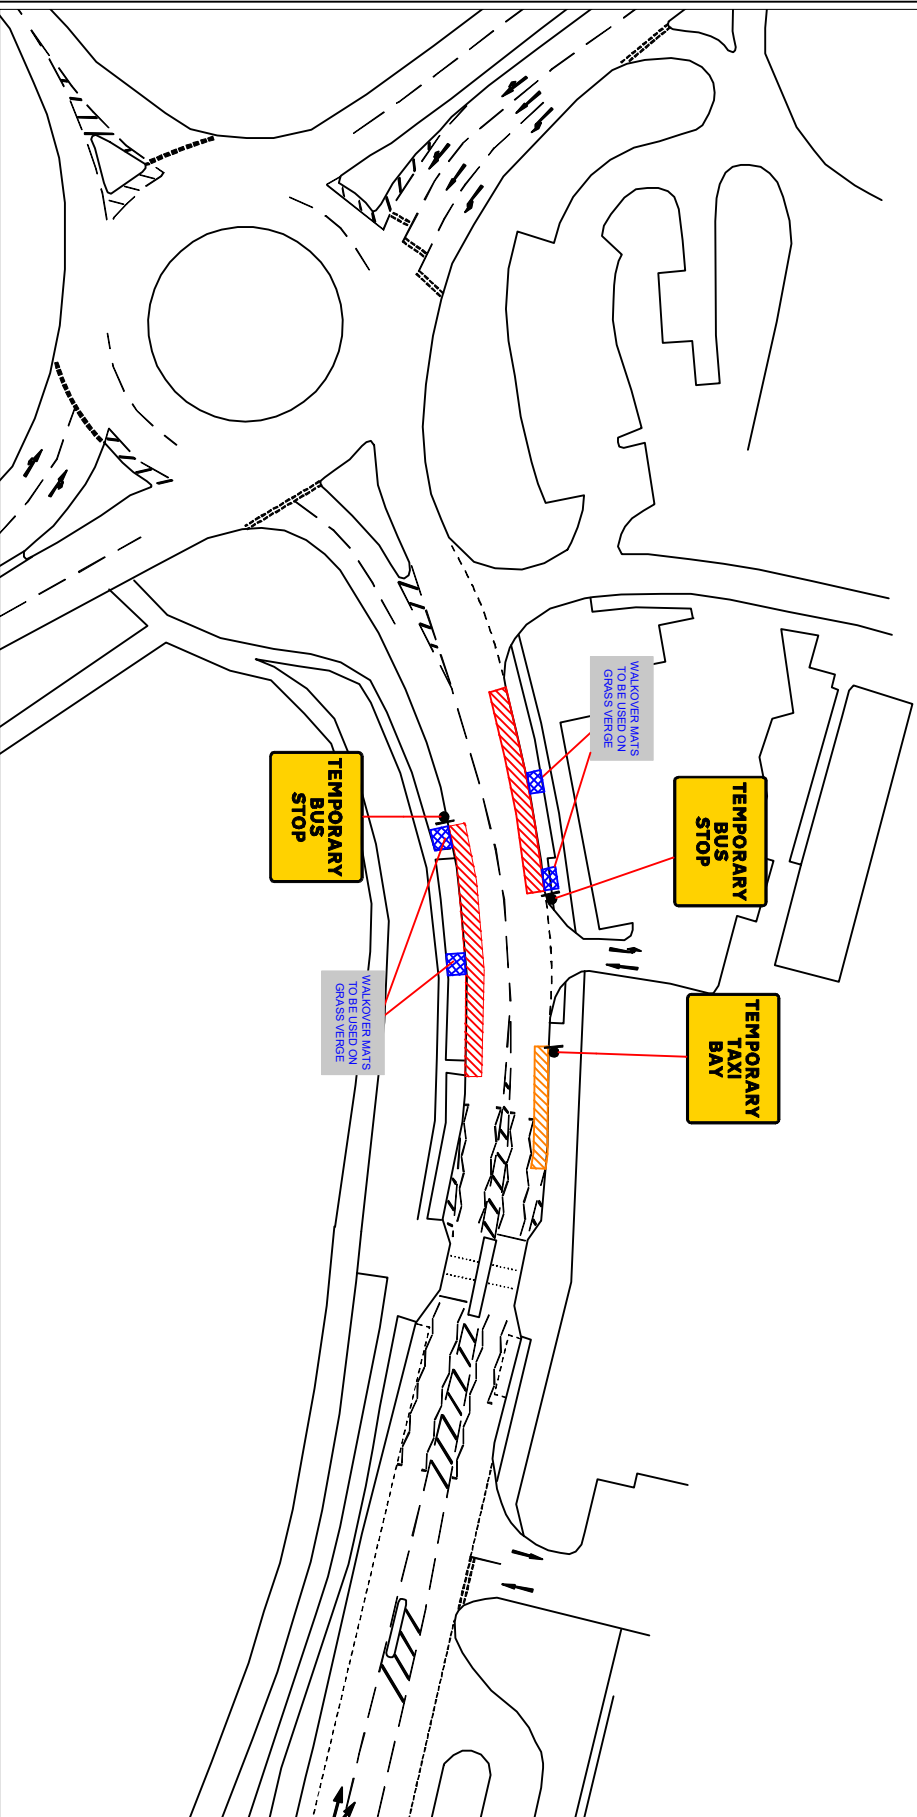 WALKOVER MATS
TO BE USED ON
GRASS VERGE
TEMPORARY
BUS
STOP
TEMPORARY
BUS
STOP
WALKOVER MATS
TO BE USED ON
GRASS VERGE
TEMPORARY
TAXI
BAY